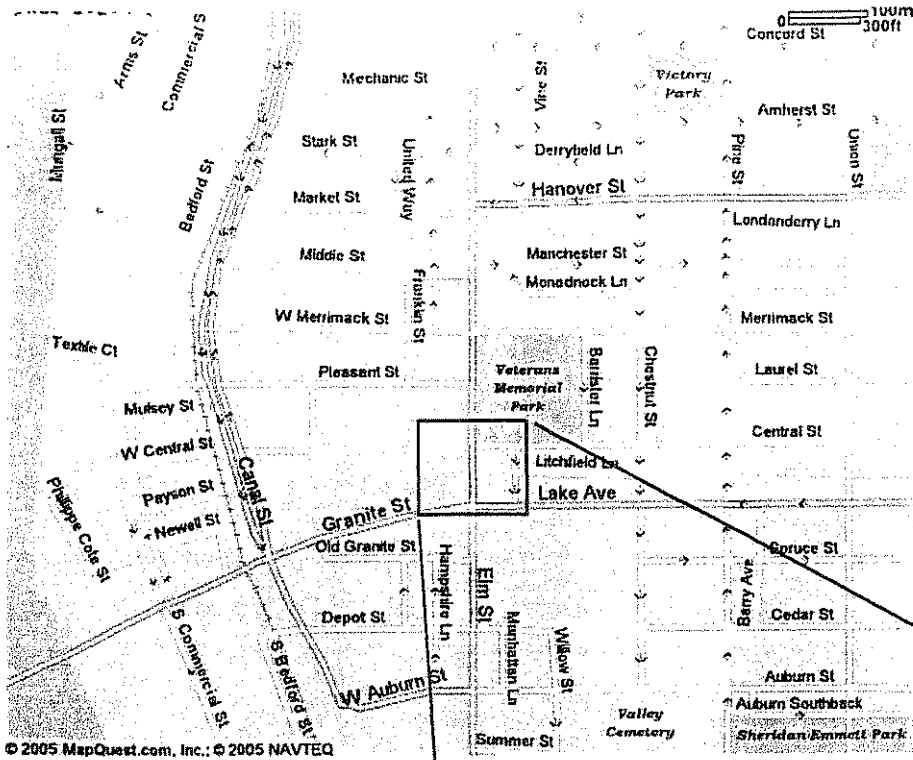 100m
0 300ft
Concord St
Arms St
Commercial S
Mechanic St
Vine St
Victory
Park
Amherst St
Stark St
United Way
Derryfield Ln
Pine St
Union St
Bedford St
Hanover St
Market St
Londonderry Ln
Middle St
Manchester St
Monadnock Ln
Franklin St
W Merrimack St
Merrimack St
Textile Ct
Pleasant St
Veterans
Memorial
Park
Banister Ln
Chestnut St
Laurel St
Central St
W Central St
Litchfield Ln
Canal St
Payson St
Lake Ave
Philippe Cote St
Newell St
Granite St
Old Granite St
Hampshire Ln
Elm St
Spruce St
Barry Ave
Depot St
Cedar St
Manhattan Ln
Willow St
S Commercial St
S Bedford St
W Auburn St
Auburn St
Auburn Southback
Valley
Cemetery
Summer St
Sheridan Emmett Park
© 2005 MapQuest.com, Inc.; © 2005 NAVTEQ